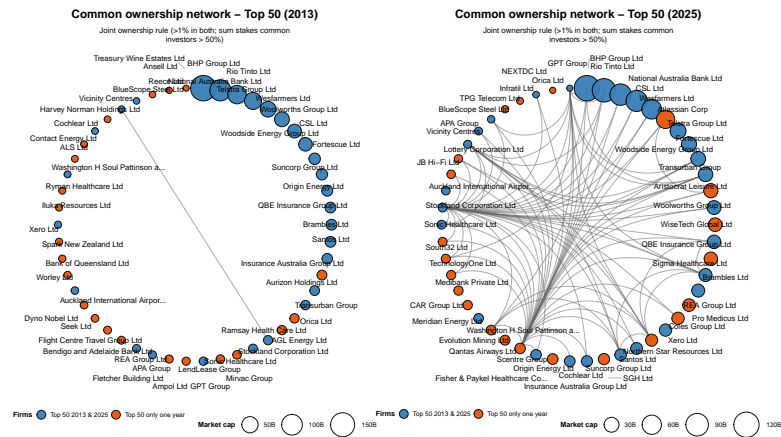 Common ownership network – Top 50 (2013)
Joint ownership rule (>1% in both; sum stakes common
investors > 50%)
Treasury Wine Estates Ltd
BHP Group Ltd
Ansell Ltd
Rio Tinto Ltd
Reece Ltd
National Australia Bank Ltd
BlueScope Steel Ltd
Telstra Group Ltd
Vicinity Centres
Wesfarmers Ltd
Harvey Norman Holdings Ltd
Woolworths Group Ltd
Cochlear Ltd
CSL Ltd
Contact Energy Ltd
Woodside Energy Group Ltd
ALS Ltd
Fortescue Ltd
Washington H Soul Pattinson a...
Suncorp Group Ltd
Ryman Healthcare Ltd
Origin Energy Ltd
Iluka Resources Ltd
QBE Insurance Group Ltd
Xero Ltd
Brambles Ltd
Spark New Zealand Ltd
Santos Ltd
Bank of Queensland Ltd
Insurance Australia Group Ltd
Worley Ltd
Aurizon Holdings Ltd
Auckland International Airpor...
Transurban Group
Dyno Nobel Ltd
Orica Ltd
Seek Ltd
Ramsay Health Care Ltd
Flight Centre Travel Group Ltd
AGL Energy Ltd
Bendigo and Adelaide Bank Ltd
Stockland Corporation Ltd
REA Group Ltd
Sonic Healthcare Ltd
APA Group
LendLease Group
Fletcher Building Ltd
Mirvac Group
Ampol Ltd
GPT Group
Firms
Top 50 2013 & 2025
Top 50 only one year
Market cap
50B
100B
150B
Common ownership network – Top 50 (2025)
Joint ownership rule (>1% in both; sum stakes common
investors > 50%)
BHP Group Ltd
GPT Group
Rio Tinto Ltd
NEXTDC Ltd
National Australia Bank Ltd
Orica Ltd
Infratil Ltd
CSL Ltd
TPG Telecom Ltd
Wesfarmers Ltd
BlueScope Steel Ltd
Atlassian Corp
APA Group
Telstra Group Ltd
Vicinity Centres
Fortescue Ltd
Lottery Corporation Ltd
Woodside Energy Group Ltd
JB Hi–Fi Ltd
Transurban Group
Auckland International Airpor...
Aristocrat Leisure Ltd
Stockland Corporation Ltd
Woolworths Group Ltd
Sonic Healthcare Ltd
WiseTech Global Ltd
South32 Ltd
QBE Insurance Group Ltd
TechnologyOne Ltd
Sigma Healthcare Ltd
Medibank Private Ltd
Brambles Ltd
CAR Group Ltd
REA Group Ltd
Meridian Energy Ltd
Pro Medicus Ltd
Washington H Soul Pattinson a...
Coles Group Ltd
Evolution Mining Ltd
Xero Ltd
Qantas Airways Ltd
Northern Star Resources Ltd
Scentre Group
Santos Ltd
Origin Energy Ltd
Suncorp Group Ltd
Fisher & Paykel Healthcare Co...
Cochlear Ltd
SGH Ltd
Insurance Australia Group Ltd
Firms
Top 50 2013 & 2025
Top 50 only one year
Market cap
30B
60B
90B
120B